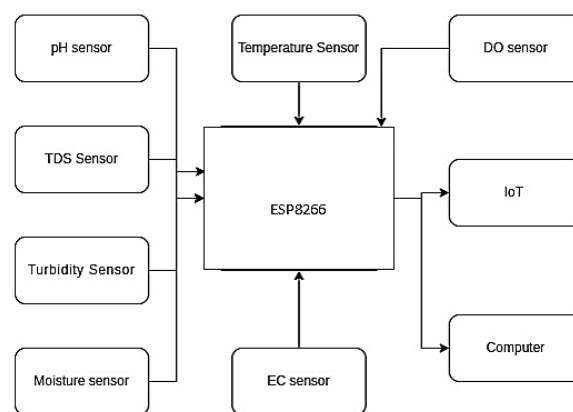 pH sensor
Temperature Sensor
DO sensor
TDS Sensor
IoT
ESP8266
Turbidity Sensor
Computer
Moisture sensor
EC sensor